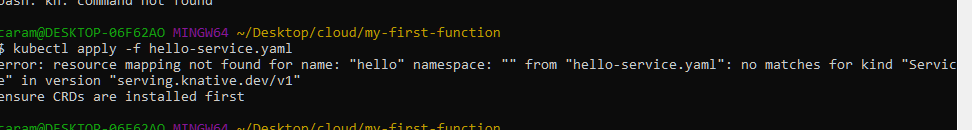 bash: kn: command not found
caram@DESKTOP-06F62AO MINGW64 ~/Desktop/cloud/my-first-function
$ kubectl apply -f hello-service.yaml
error: resource mapping not found for name: "hello" namespace: "" from "hello-service.yaml": no matches for kind "Servic
e" in version "serving.knative.dev/v1"
ensure CRDs are installed first
caram@DESKTOP-06F62AO MINGW64 ~/Desktop/cloud/my-first-function